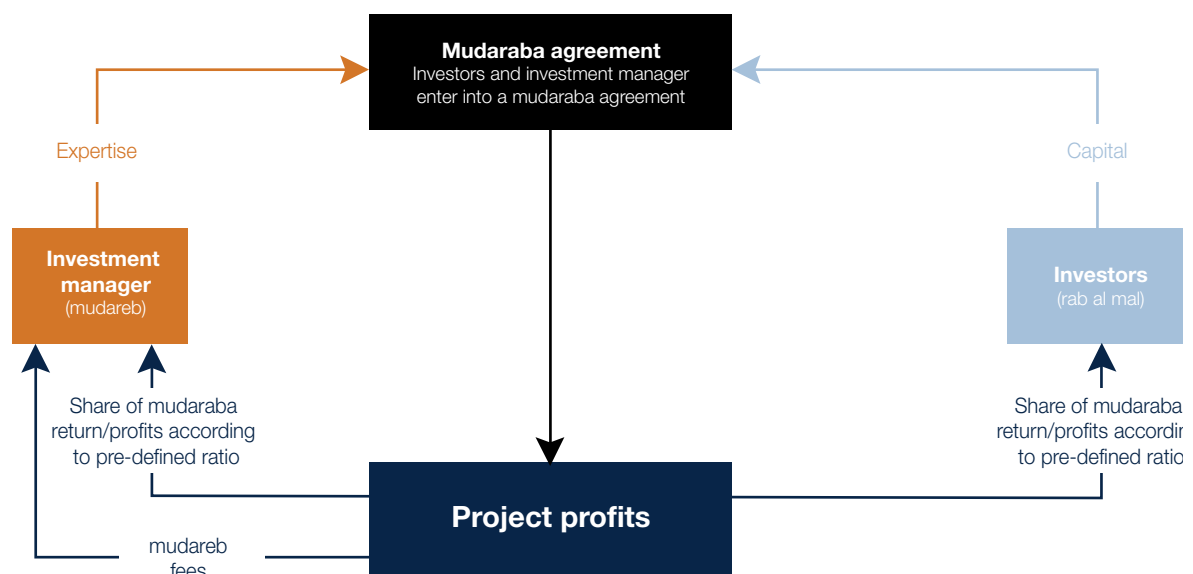 Mudaraba agreement
Investors and investment manager
enter into a mudaraba agreement
Expertise
Capital
Investment
manager
(mudareb)
Investors
(rab al mal)
Share of mudaraba
return/profits according
to pre-defined ratio
Share of mudaraba
return/profits accordin
to pre-defined ratio
Project profits
mudareb
fees